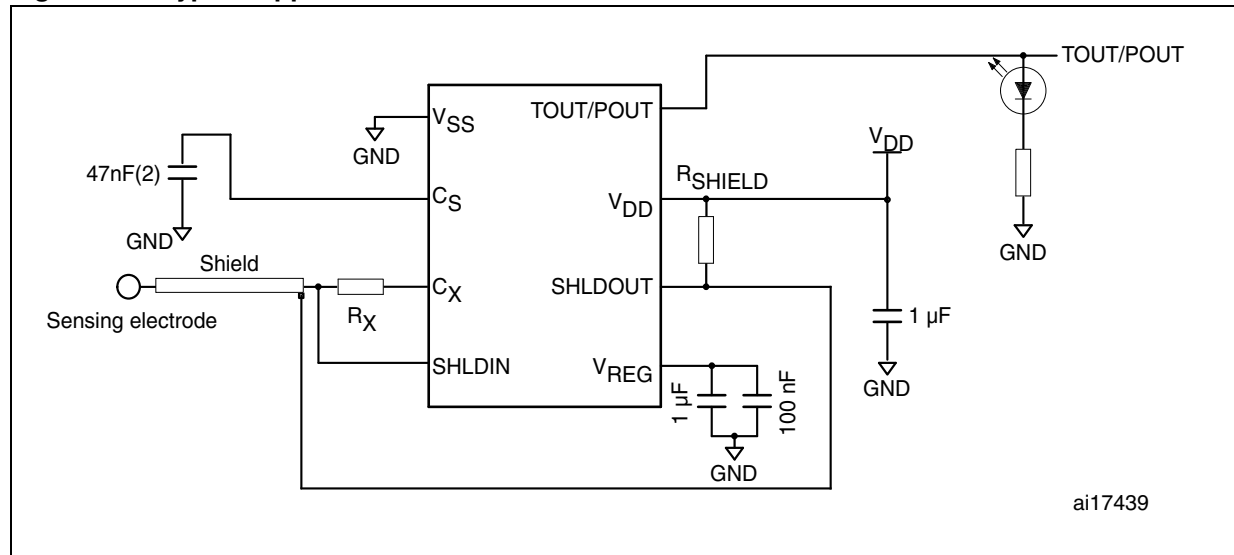 TOUT/POUT
VSS
TOUT/POUT
GND
VDD
47nF(2)
RSHIELD
CS
VDD
GND
GND
Shield
CX
SHLDOUT
1 µF
Sensing electrode
RX
SHLDIN
VREG
GND
1 µF
100 nF
GND
ai17439